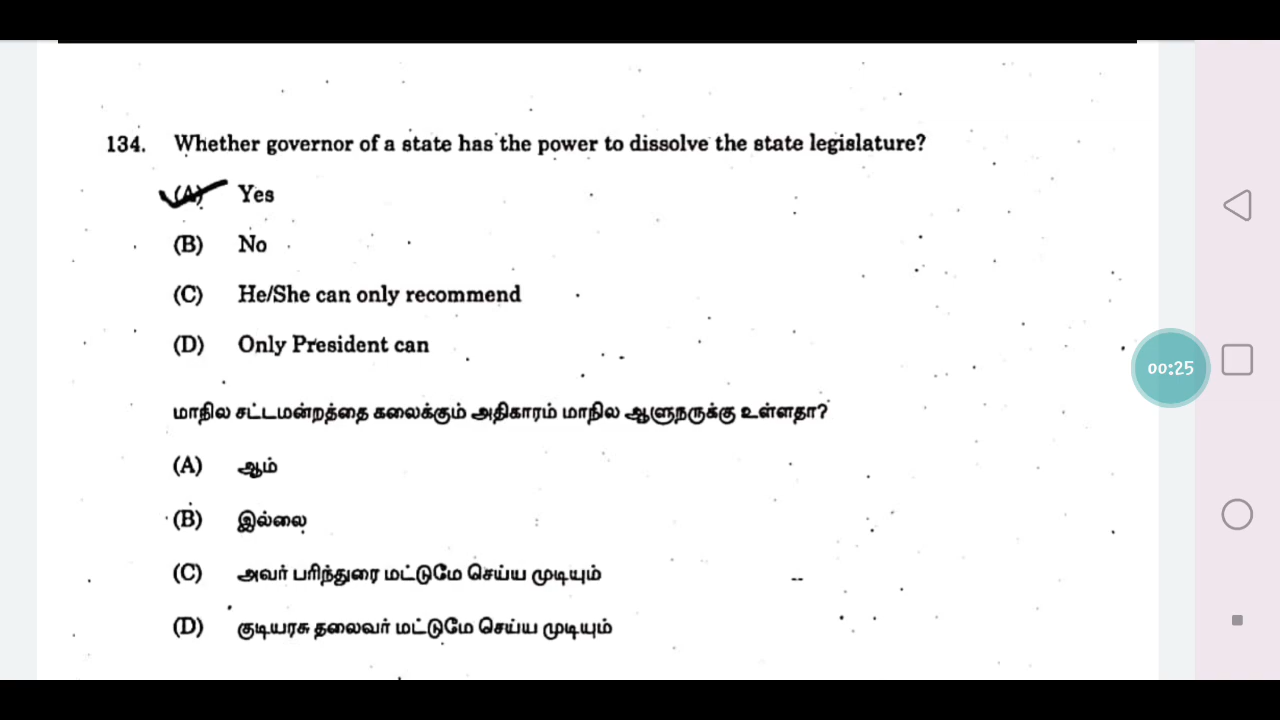 134. Whether governor of a state has the power to dissolve the state legislature?
(A) Yes
(B) No
(C) He/She can only recommend
(D) Only President can
மாநில சட்டமன்றத்தை கலைக்கும் அதிகாரம் மாநில ஆளுநருக்கு உள்ளதா?
(A) ஆம்
(B) இல்லை
(C) அவர் பரிந்துரை மட்டுமே செய்ய முடியும்
(D) குடியரசு தலைவர் மட்டுமே செய்ய முடியும்
00:25